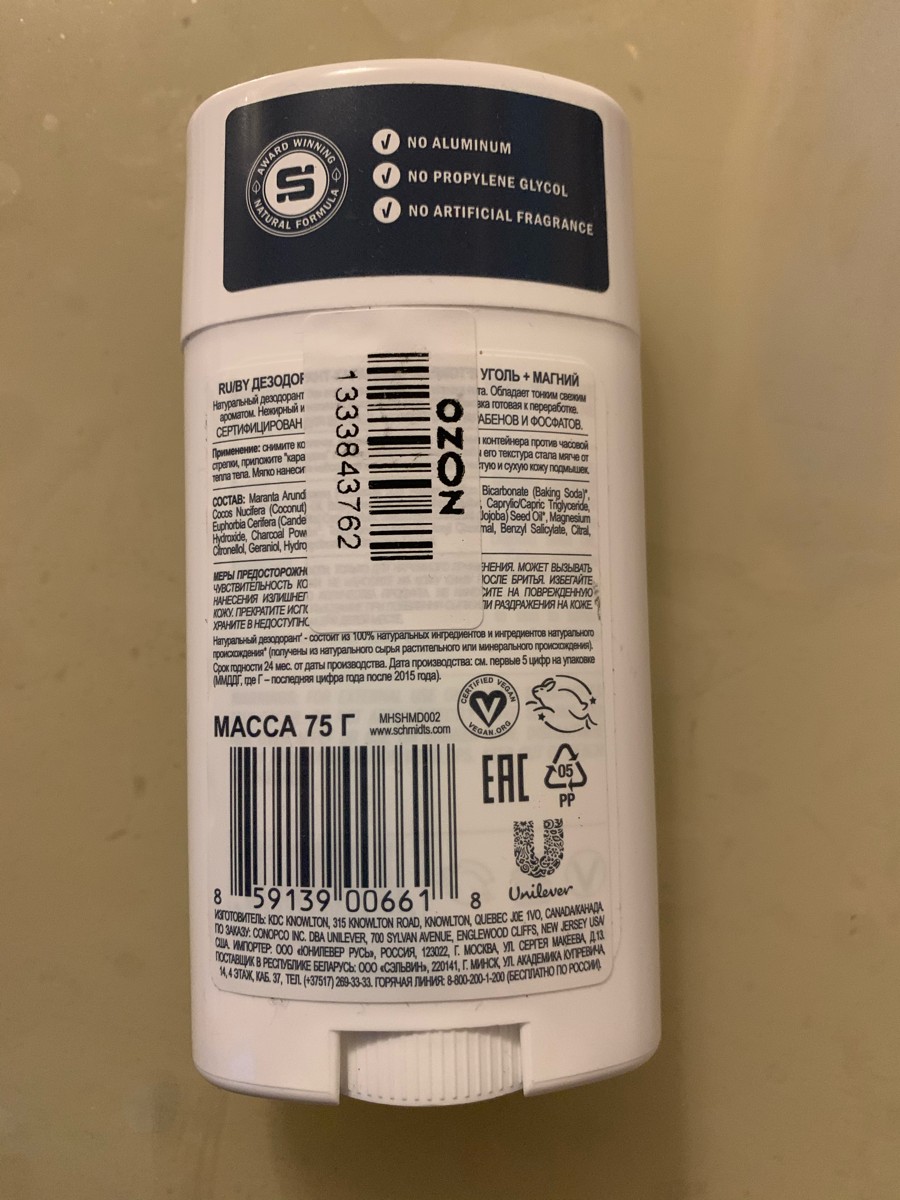 AWARD WINNING
S
NATURAL FORMULA
NO ALUMINUM
NO PROPYLENE GLYCOL
NO ARTIFICIAL FRAGRANCE
1333843762
OZON
RU/BY ДЕЗОДОР УГОЛЬ + МАГНИЙ
Натуральный дезодорант та. Обладает тонким свежим
ароматом. Нежирный и вка готовая к переработке.
СЕРТИФИЦИРОВАН АБЕНОВ И ФОСФАТОВ.
Применение: снимите ко контейнера против часовой
стрелки, приложите "кара его текстура стала мягче от
тепла тела. Мягко нанеси стую и сухую кожу подмышек.
СОСТАВ: Maranta Arundi Bicarbonate (Baking Soda)*,
Cocos Nucifera (Coconut) Caprylic/Capric Triglyceride,
Euphorbia Cerifera (Cande Jojoba) Seed Oil*, Magnesium
Hydroxide, Charcoal Pow mal, Benzyl Salicylate, Citral,
Citronellol, Geraniol, Hydro
МЕРЫ ПРЕДОСТОРОЖНО НЕНИЯ. МОЖЕТ ВЫЗЫВАТЬ
ЧУВСТВИТЕЛЬНОСТЬ КО ПОСЛЕ БРИТЬЯ. ИЗБЕГАЙТЕ
НАНЕСЕНИЯ ИЗЛИШНЕГ СИТЕ НА ПОВРЕЖДЕННУЮ
КОЖУ. ПРЕКРАТИТЕ ИСПО ЛИ РАЗДРАЖЕНИЯ НА КОЖЕ.
ХРАНИТЕ В НЕДОСТУПНО
Натуральный дезодорант* - состоит из 100% натуральных ингредиентов и ингредиентов натурального
происхождения* (получены из натурального сырья растительного или минерального происхождения).
Срок годности 24 мес. от даты производства. Дата производства: см. первые 5 цифр на упаковке
(ММДДГ, где Г – последняя цифра года после 2015 года).
МАССА 75 Г
MHSHMD002
www.schmidts.com
CERTIFIED VEGAN
VEGAN.ORG
EAC
05
PP
Unilever
8 59139 00661 8
ИЗГОТОВИТЕЛЬ: KDC KNOWLTON, 315 KNOWLTON ROAD, KNOWLTON, QUEBEC J0E 1V0, CANADA/КАНАДА.
ПО ЗАКАЗУ: CONOPCO INC. DBA UNILEVER, 700 SYLVAN AVENUE, ENGLEWOOD CLIFFS, NEW JERSEY USA/
США. ИМПОРТЕР: ООО «ЮНИЛЕВЕР РУСЬ», РОССИЯ, 123022, Г. МОСКВА, УЛ. СЕРГЕЯ МАКЕЕВА, Д.13.
ПОСТАВЩИК В РЕСПУБЛИКЕ БЕЛАРУСЬ: ООО «СЭЛЬВИН», 220141, Г. МИНСК, УЛ. АКАДЕМИКА КУПРЕВИЧА,
14, 4 ЭТАЖ, КАБ. 37, ТЕЛ. (+37517) 269-33-33. ГОРЯЧАЯ ЛИНИЯ: 8-800-200-1-200 (БЕСПЛАТНО ПО РОССИИ).